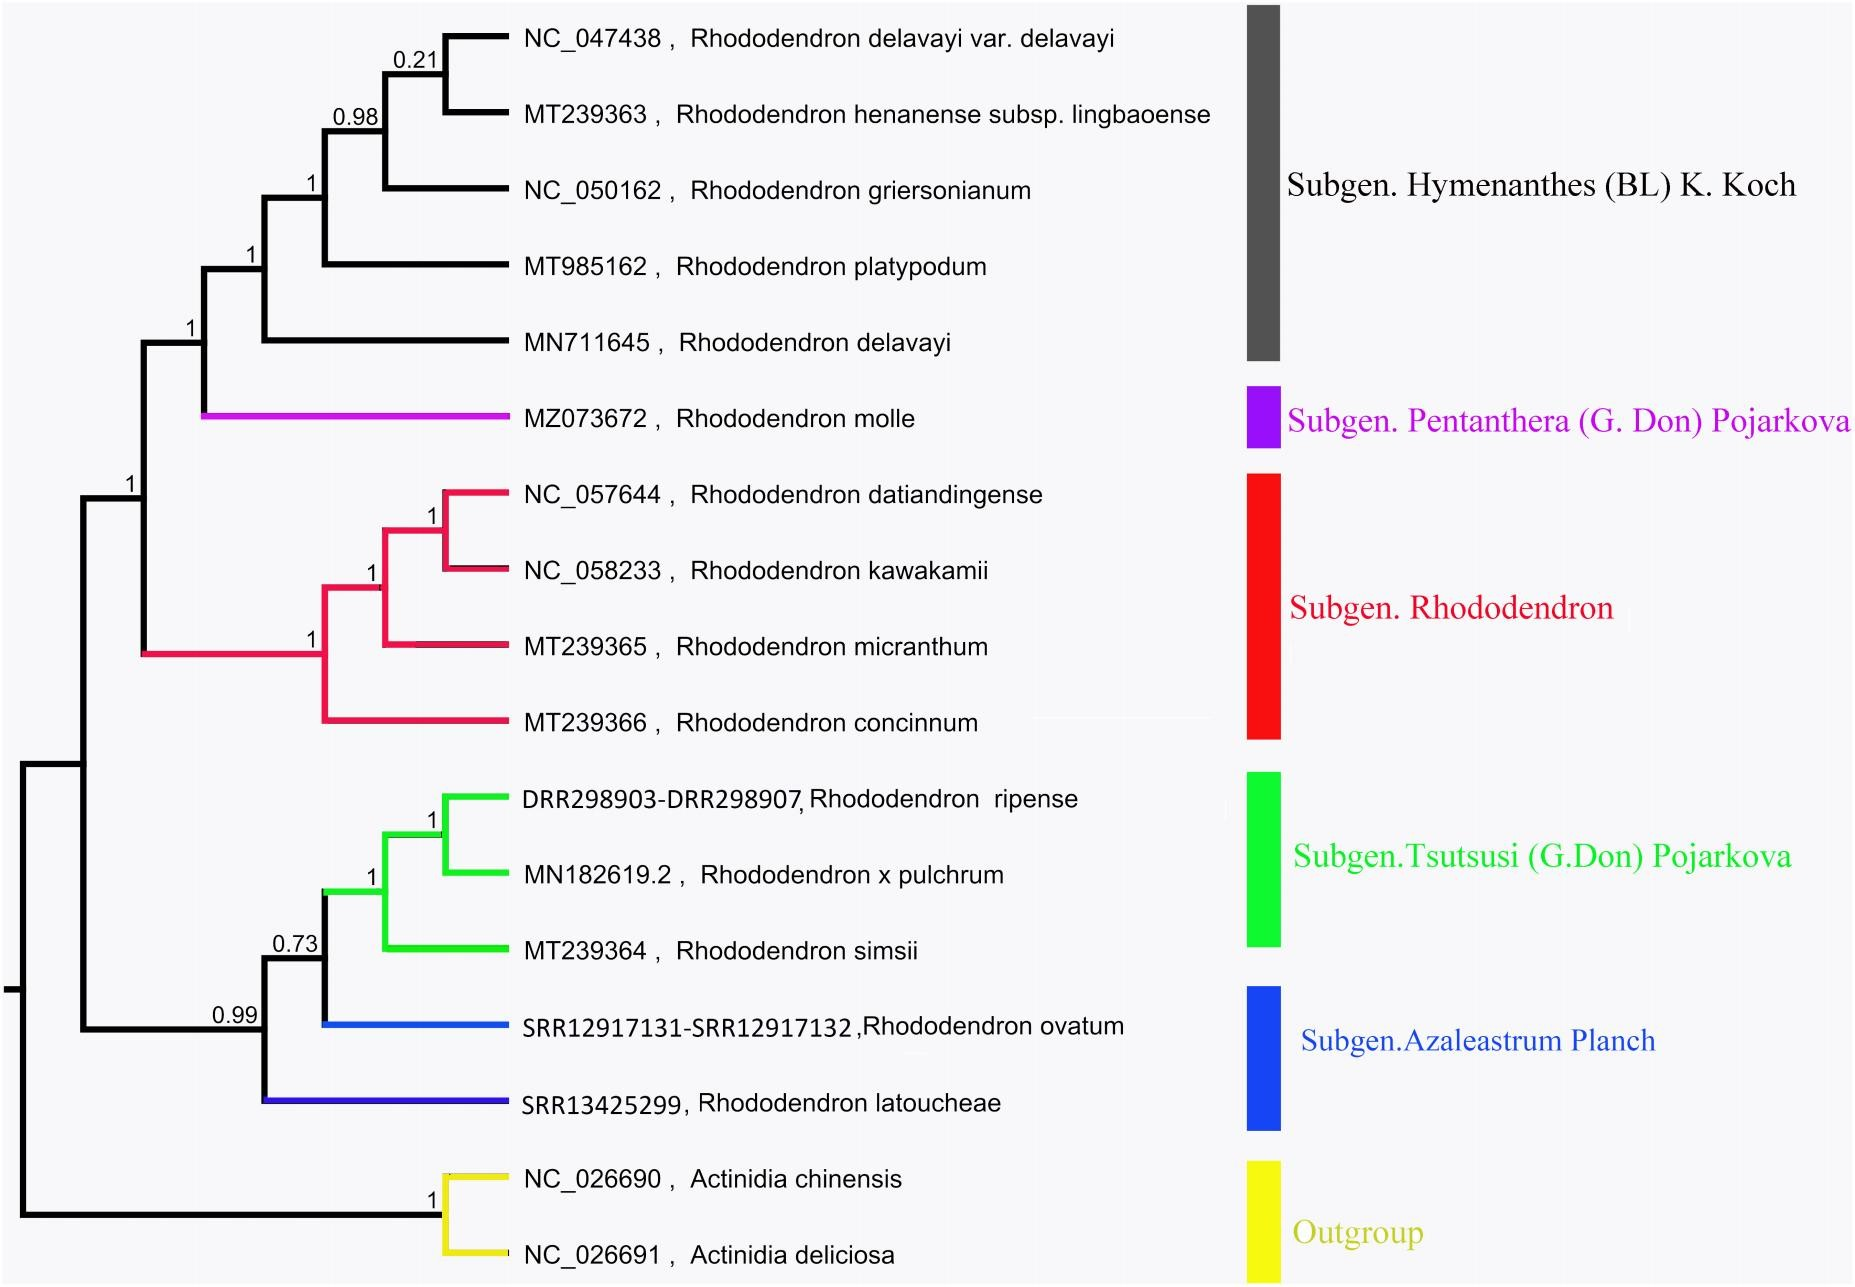 NC_047438 , Rhododendron delavayi var. delavayi
0.21
MT239363 , Rhododendron henanense subsp. lingbaoense
0.98
NC_050162 , Rhododendron griersonianum
Subgen. Hymenanthes (BL) K. Koch
1
MT985162 , Rhododendron platypodum
1
MN711645 , Rhododendron delavayi
1
MZ073672 , Rhododendron molle
Subgen. Pentanthera (G. Don) Pojarkova
1
NC_057644 , Rhododendron datiandingense
1
NC_058233 , Rhododendron kawakamii
1
Subgen. Rhododendron
MT239365 , Rhododendron micranthum
1
MT239366 , Rhododendron concinnum
DRR298903-DRR298907, Rhododendron ripense
1
Subgen.Tsutsusi (G.Don) Pojarkova
MN182619.2 , Rhododendron x pulchrum
1
MT239364 , Rhododendron simsii
0.73
SRR12917131-SRR12917132 ,Rhododendron ovatum
0.99
Subgen.Azaleastrum Planch
SRR13425299, Rhododendron latoucheae
NC_026690 , Actinidia chinensis
1
Outgroup
NC_026691 , Actinidia deliciosa